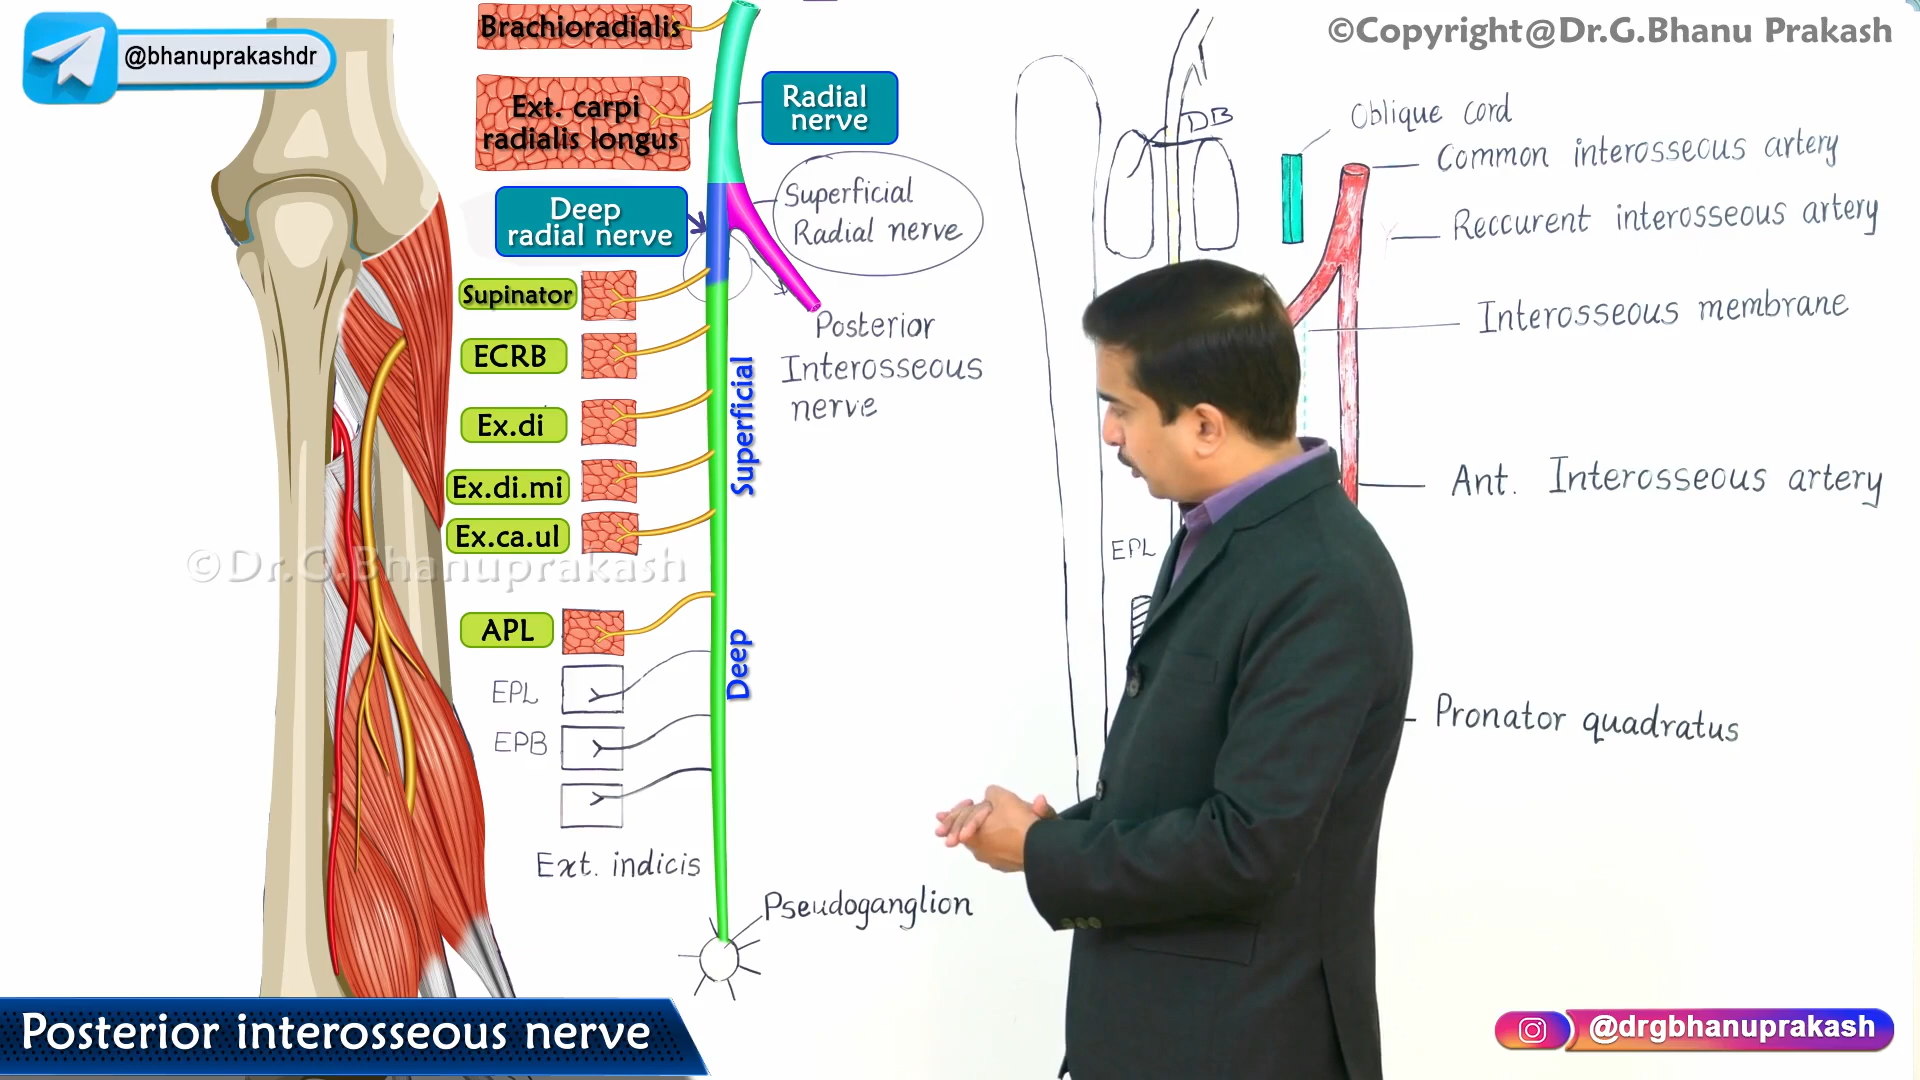 @bhanuprakashdr
©Copyright@Dr.G.Bhanu Prakash
Brachioradialis
Ext. carpi
radialis longus
Radial
nerve
Deep
radial nerve
Superficial
Radial nerve
Supinator
ECRB
Ex.di
Ex.di.mi
Ex.ca.ul
APL
EPL
EPB
Ext. indicis
Superficial
Deep
Posterior
Interosseous
nerve
Pseudoganglion
DB
EPL
Oblique cord
Common interosseous artery
Reccurent interosseous artery
Interosseous membrane
Ant. Interosseous artery
Pronator quadratus
©Dr.G.Bhanuprakash
Posterior interosseous nerve
@drgbhanuprakash